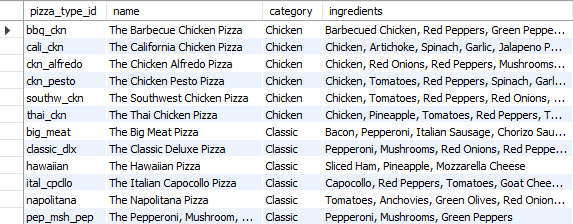 pizza_type_id name category ingredients
bbq_ckn The Barbecue Chicken Pizza Chicken Barbecued Chicken, Red Peppers, Green Peppe...
cali_ckn The California Chicken Pizza Chicken Chicken, Artichoke, Spinach, Garlic, Jalapeno P...
ckn_alfredo The Chicken Alfredo Pizza Chicken Chicken, Red Onions, Red Peppers, Mushrooms...
ckn_pesto The Chicken Pesto Pizza Chicken Chicken, Tomatoes, Red Peppers, Spinach, Garl...
southw_ckn The Southwest Chicken Pizza Chicken Chicken, Tomatoes, Red Peppers, Red Onions, ...
thai_ckn The Thai Chicken Pizza Chicken Chicken, Pineapple, Tomatoes, Red Peppers, T...
big_meat The Big Meat Pizza Classic Bacon, Pepperoni, Italian Sausage, Chorizo Sau...
classic_dlx The Classic Deluxe Pizza Classic Pepperoni, Mushrooms, Red Onions, Red Peppe...
hawaiian The Hawaiian Pizza Classic Sliced Ham, Pineapple, Mozzarella Cheese
ital_cpcllo The Italian Capocollo Pizza Classic Capocollo, Red Peppers, Tomatoes, Goat Chee...
napolitana The Napolitana Pizza Classic Tomatoes, Anchovies, Green Olives, Red Onion...
pep_msh_pep The Pepperoni, Mushroom, ... Classic Pepperoni, Mushrooms, Green Peppers